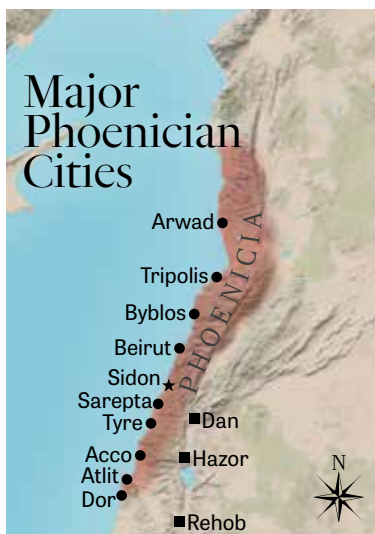 Major
Phoenician
Cities
Arwad
PHOENICIA
Tripolis
Byblos
Beirut
Sidon
Sarepta
Tyre
Dan
Acco
Hazor
Atlit
Dor
N
Rehob